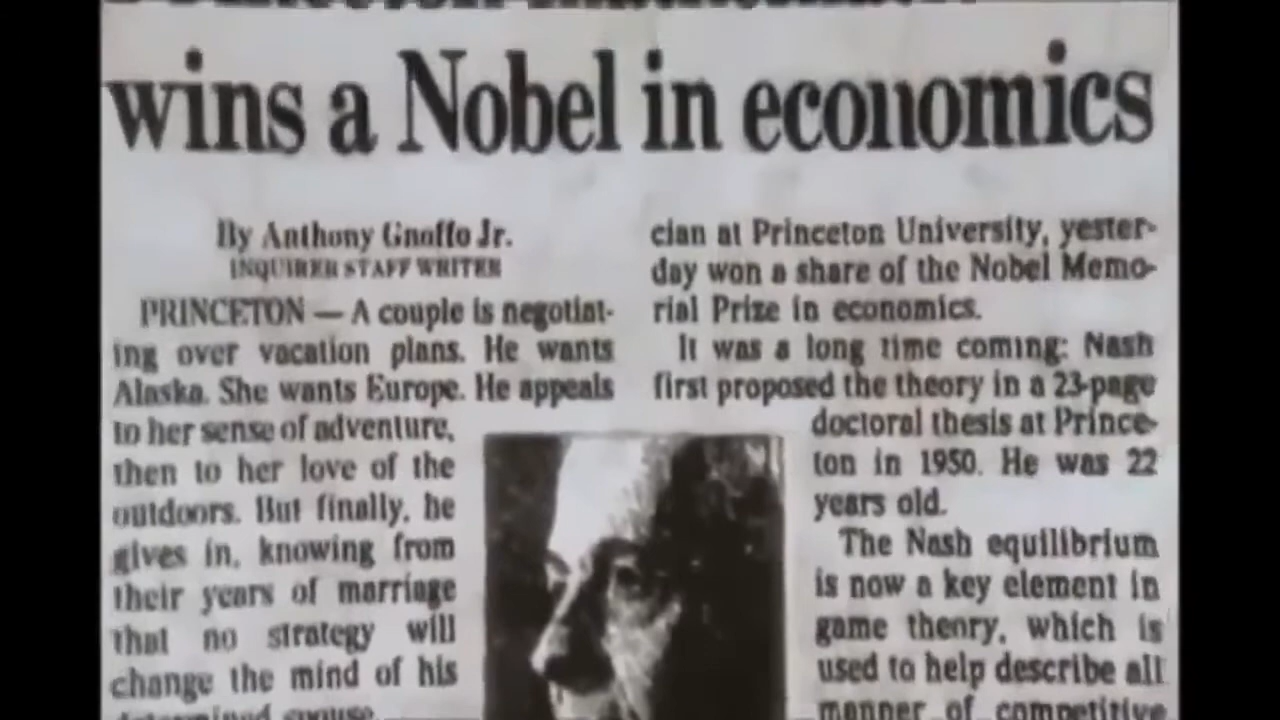 wins a Nobel in economics
By Anthony Gnoffo Jr.
INQUIRER STAFF WRITER
PRINCETON — A couple is negotiat-
ing over vacation plans. He wants
Alaska. She wants Europe. He appeals
to her sense of adventure,
then to her love of the
outdoors. But finally, he
gives in, knowing from
their years of marriage
that no strategy will
change the mind of his
determined spouse.
cian at Princeton University, yester-
day won a share of the Nobel Memo-
rial Prize in economics.
It was a long time coming: Nash
first proposed the theory in a 23-page
doctoral thesis at Prince-
ton in 1950. He was 22
years old.
The Nash equilibrium
is now a key element in
game theory, which is
used to help describe all
manner of competitive